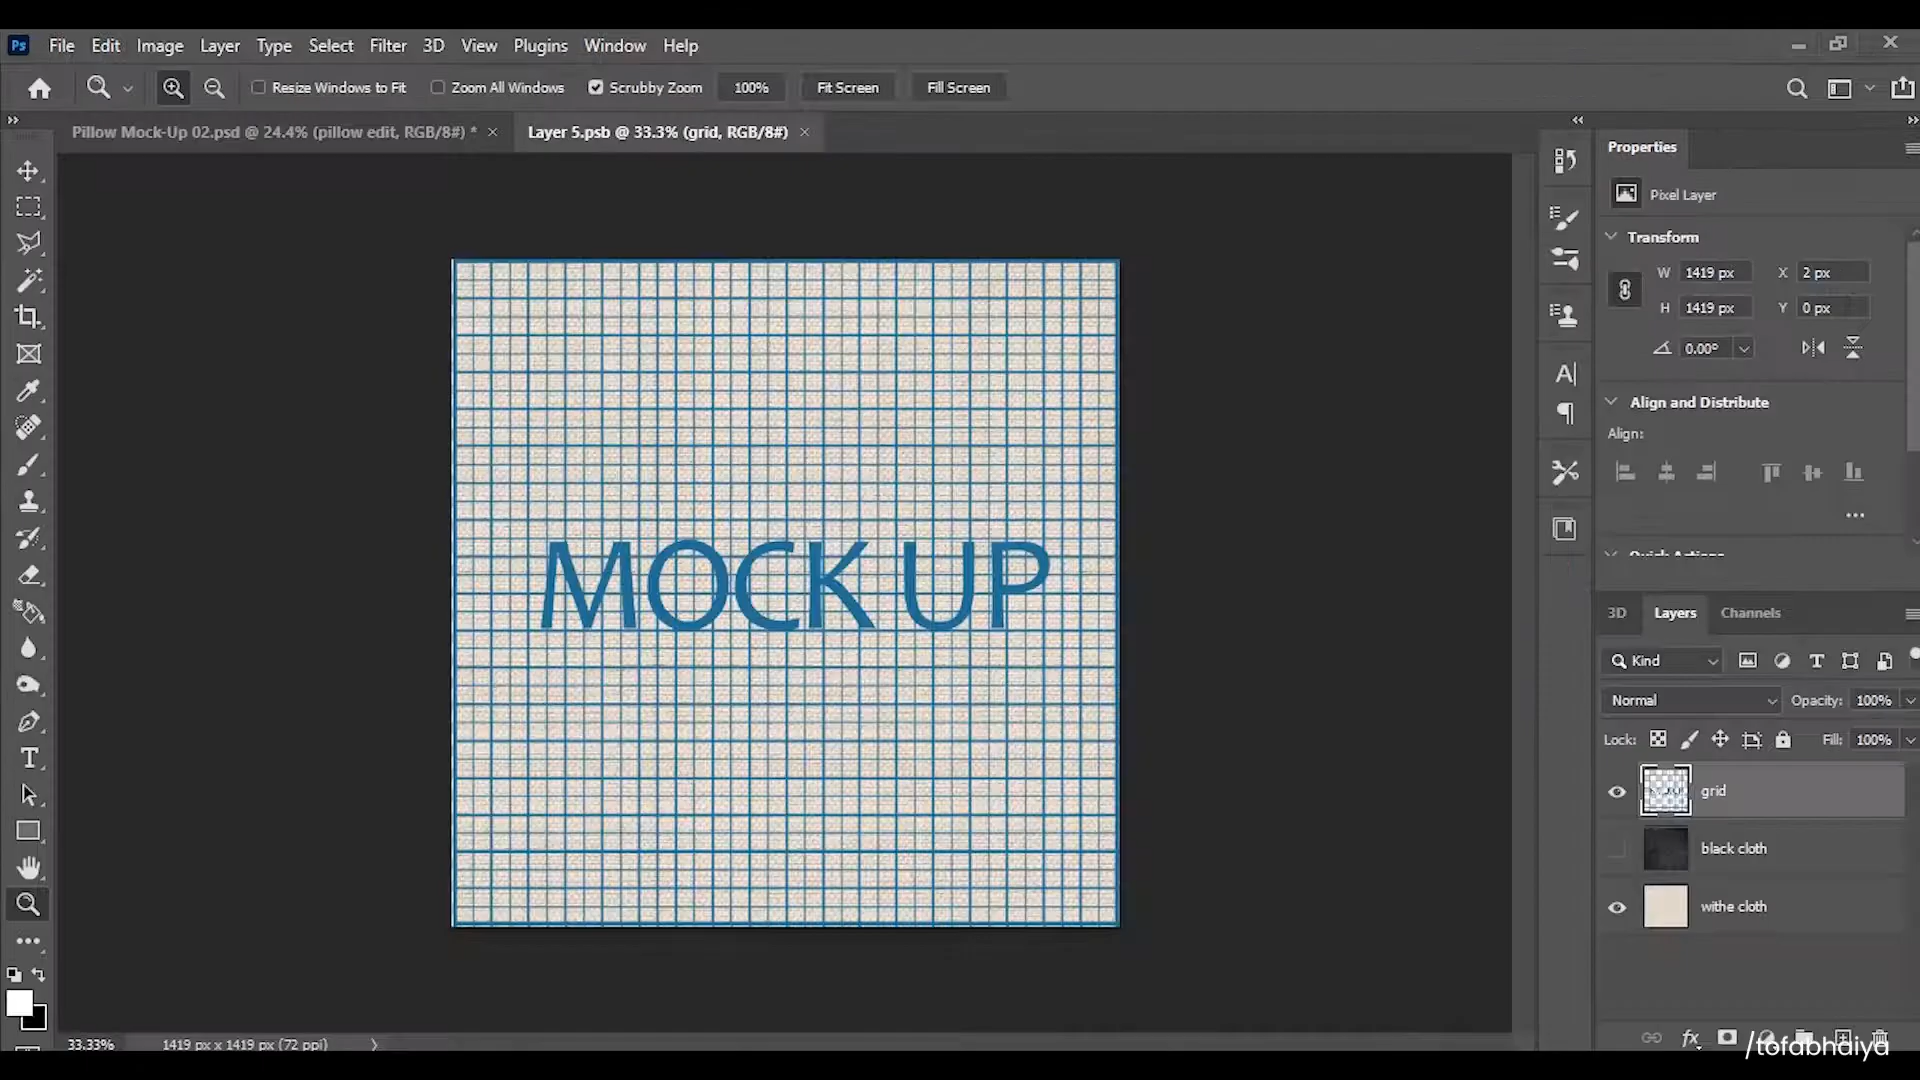 Ps File Edit Image Layer Type Select Filter 3D View Plugins Window Help
Resize Windows to Fit Zoom All Windows Scrubby Zoom 100% Fit Screen Fill Screen
Pillow Mock-Up 02.psd @ 24.4% (pillow edit, RGB/8#) * × Layer 5.psb @ 33.3% (grid, RGB/8#) ×
Properties
Pixel Layer
Transform
W 1419 px X 2 px
H 1419 px Y 0 px
0.00°
Align and Distribute
Align:
Quick Actions
MOCK UP
3D Layers Channels
Kind
Normal Opacity: 100%
Lock: Fill: 100%
grid
black cloth
withe cloth
33.33% 1419 px x 1419 px (72 ppi)
/tofabhaiya